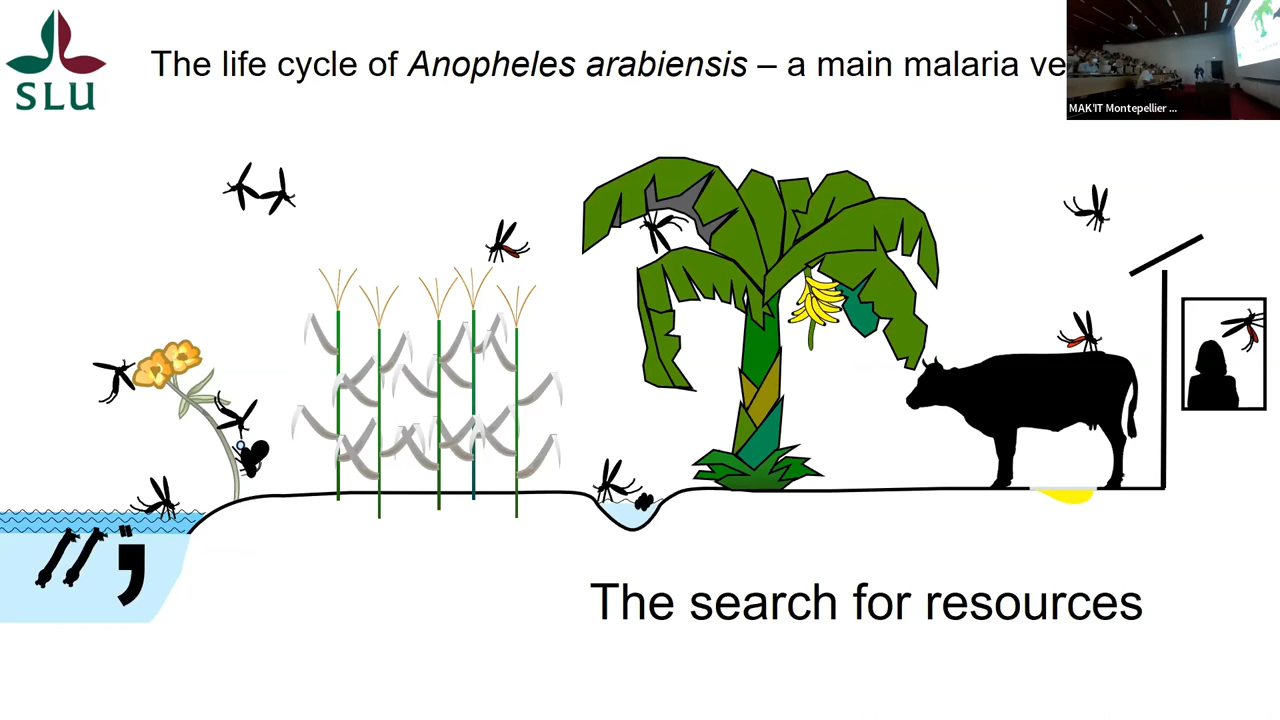 The life cycle of Anopheles arabiensis – a main malaria ve
SLU
MAK'IT Montepellier ...
The search for resources